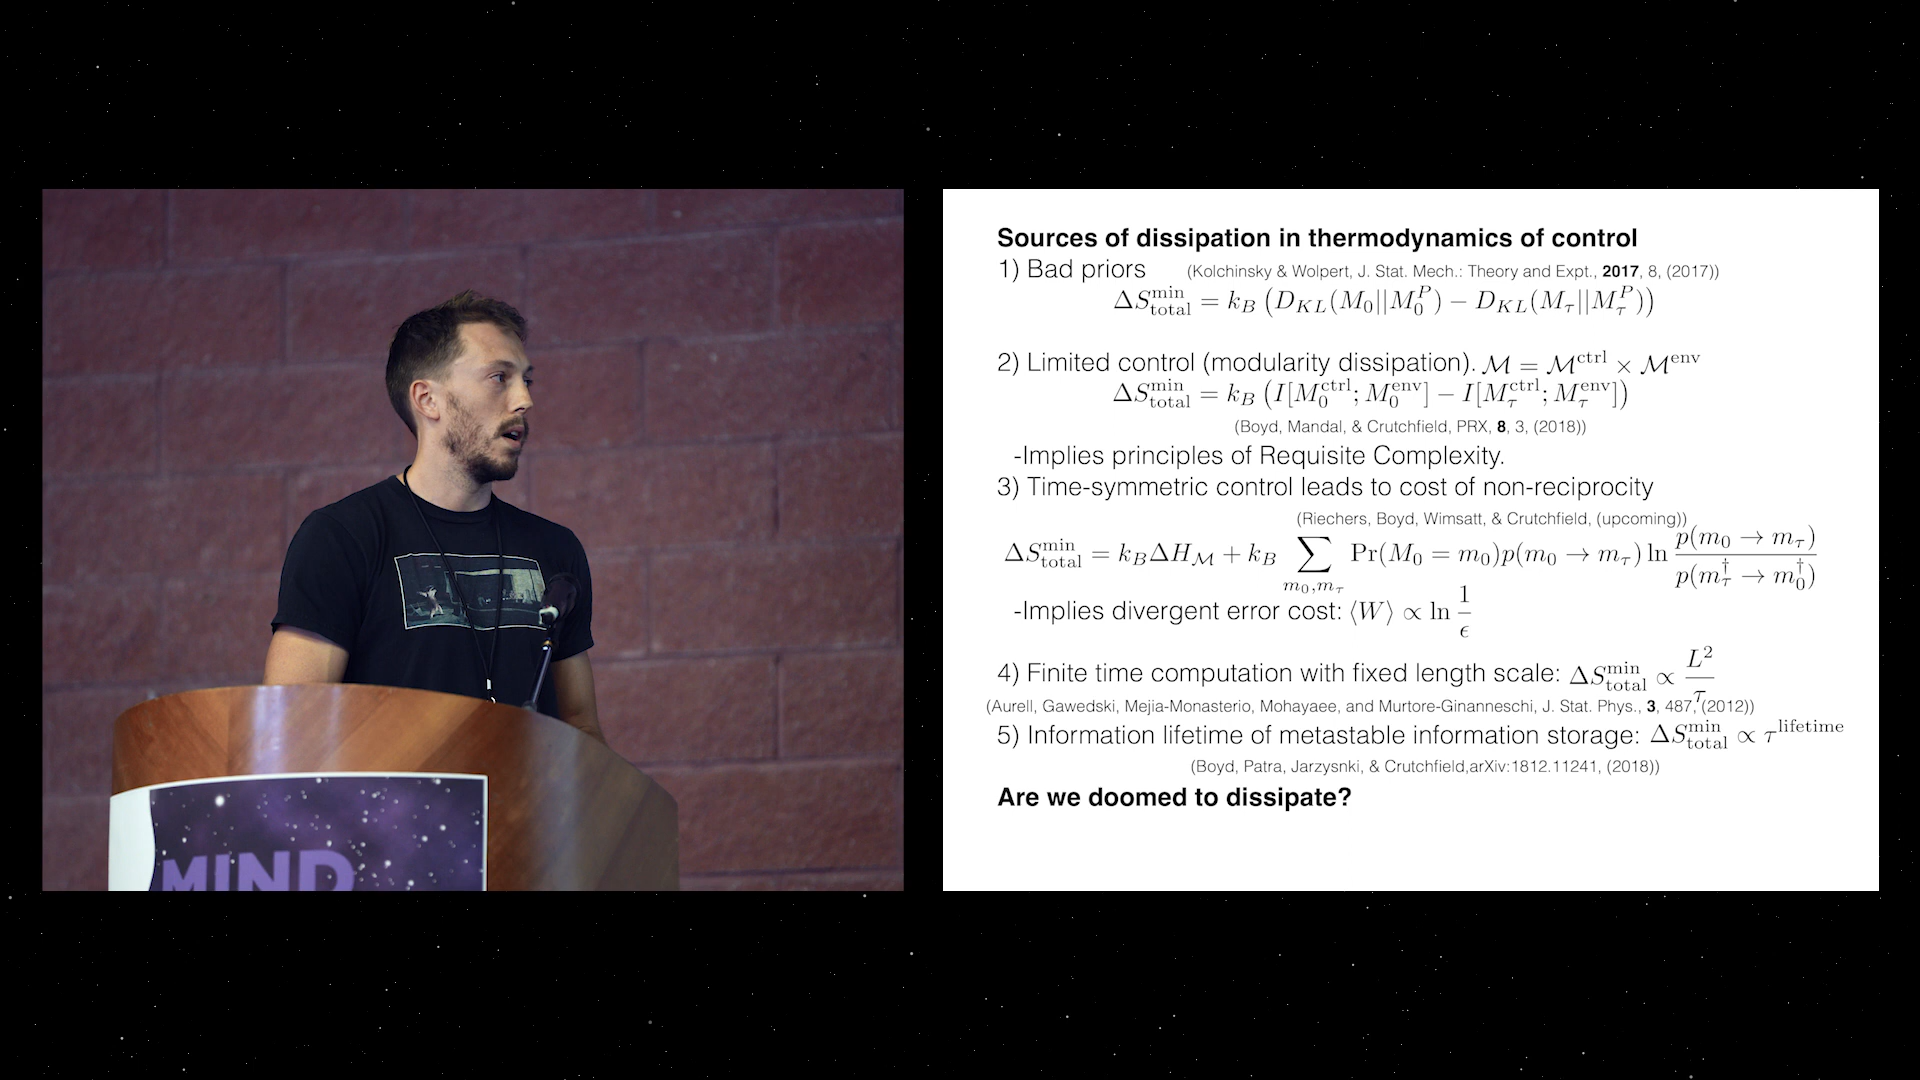 MIND
Sources of dissipation in thermodynamics of control
1) Bad priors (Kolchinsky & Wolpert, J. Stat. Mech.: Theory and Expt., 2017, 8, (2017))
ΔS_total^min = k_B (D_KL(M_0||M_0^P) − D_KL(M_τ||M_τ^P))
2) Limited control (modularity dissipation). ℳ = ℳ^ctrl × ℳ^env
ΔS_total^min = k_B (I[M_0^ctrl; M_0^env] − I[M_τ^ctrl; M_τ^env])
(Boyd, Mandal, & Crutchfield, PRX, 8, 3, (2018))
-Implies principles of Requisite Complexity.
3) Time-symmetric control leads to cost of non-reciprocity
(Riechers, Boyd, Wimsatt, & Crutchfield, (upcoming))
ΔS_total^min = k_B ΔH_ℳ + k_B ∑_{m_0,m_τ} Pr(M_0 = m_0)p(m_0 → m_τ) ln p(m_0 → m_τ) / p(m_τ^† → m_0^†)
-Implies divergent error cost: ⟨W⟩ ∝ ln 1/ϵ
4) Finite time computation with fixed length scale: ΔS_total^min ∝ L^2/τ
(Aurell, Gawedski, Mejia-Monasterio, Mohayaee, and Murtore-Ginanneschi, J. Stat. Phys., 3, 487, (2012))
5) Information lifetime of metastable information storage: ΔS_total^min ∝ τ^lifetime
(Boyd, Patra, Jarzysnki, & Crutchfield,arXiv:1812.11241, (2018))
Are we doomed to dissipate?